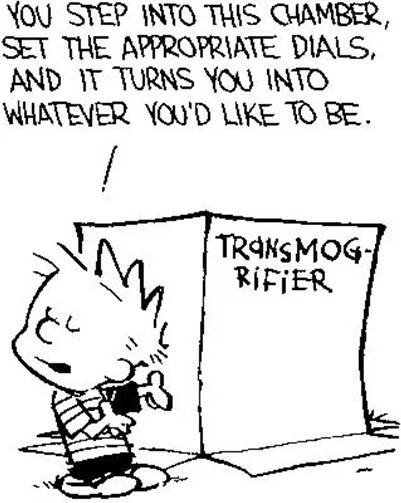 YOU STEP INTO THIS CHAMBER,
SET THE APPROPRIATE DIALS,
AND IT TURNS YOU INTO
WHATEVER YOU'D LIKE TO BE.
TRANSMOG-
RIFIER